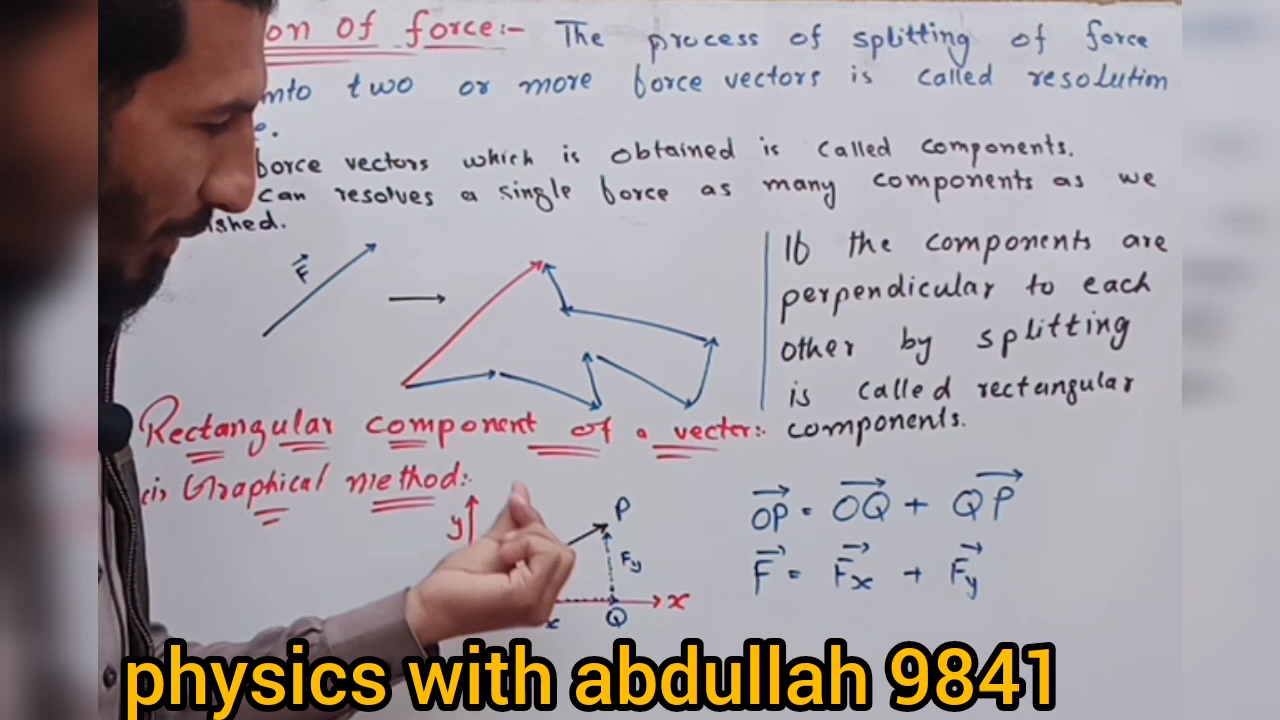 on of force:-
The process of splitting of force
into two or more force vectors is called resolution
e.
force vectors which is obtained is called components.
can resolves a single force as many components as we
ished.
F
If the components are
perpendicular to each
other by splitting
is called rectangular
components.
Rectangular component of a vector:.
(i) Graphical method:.
y
P
Fy
x
Q
x
OP = OQ + QP
F = Fx + Fy
physics with abdullah 9841